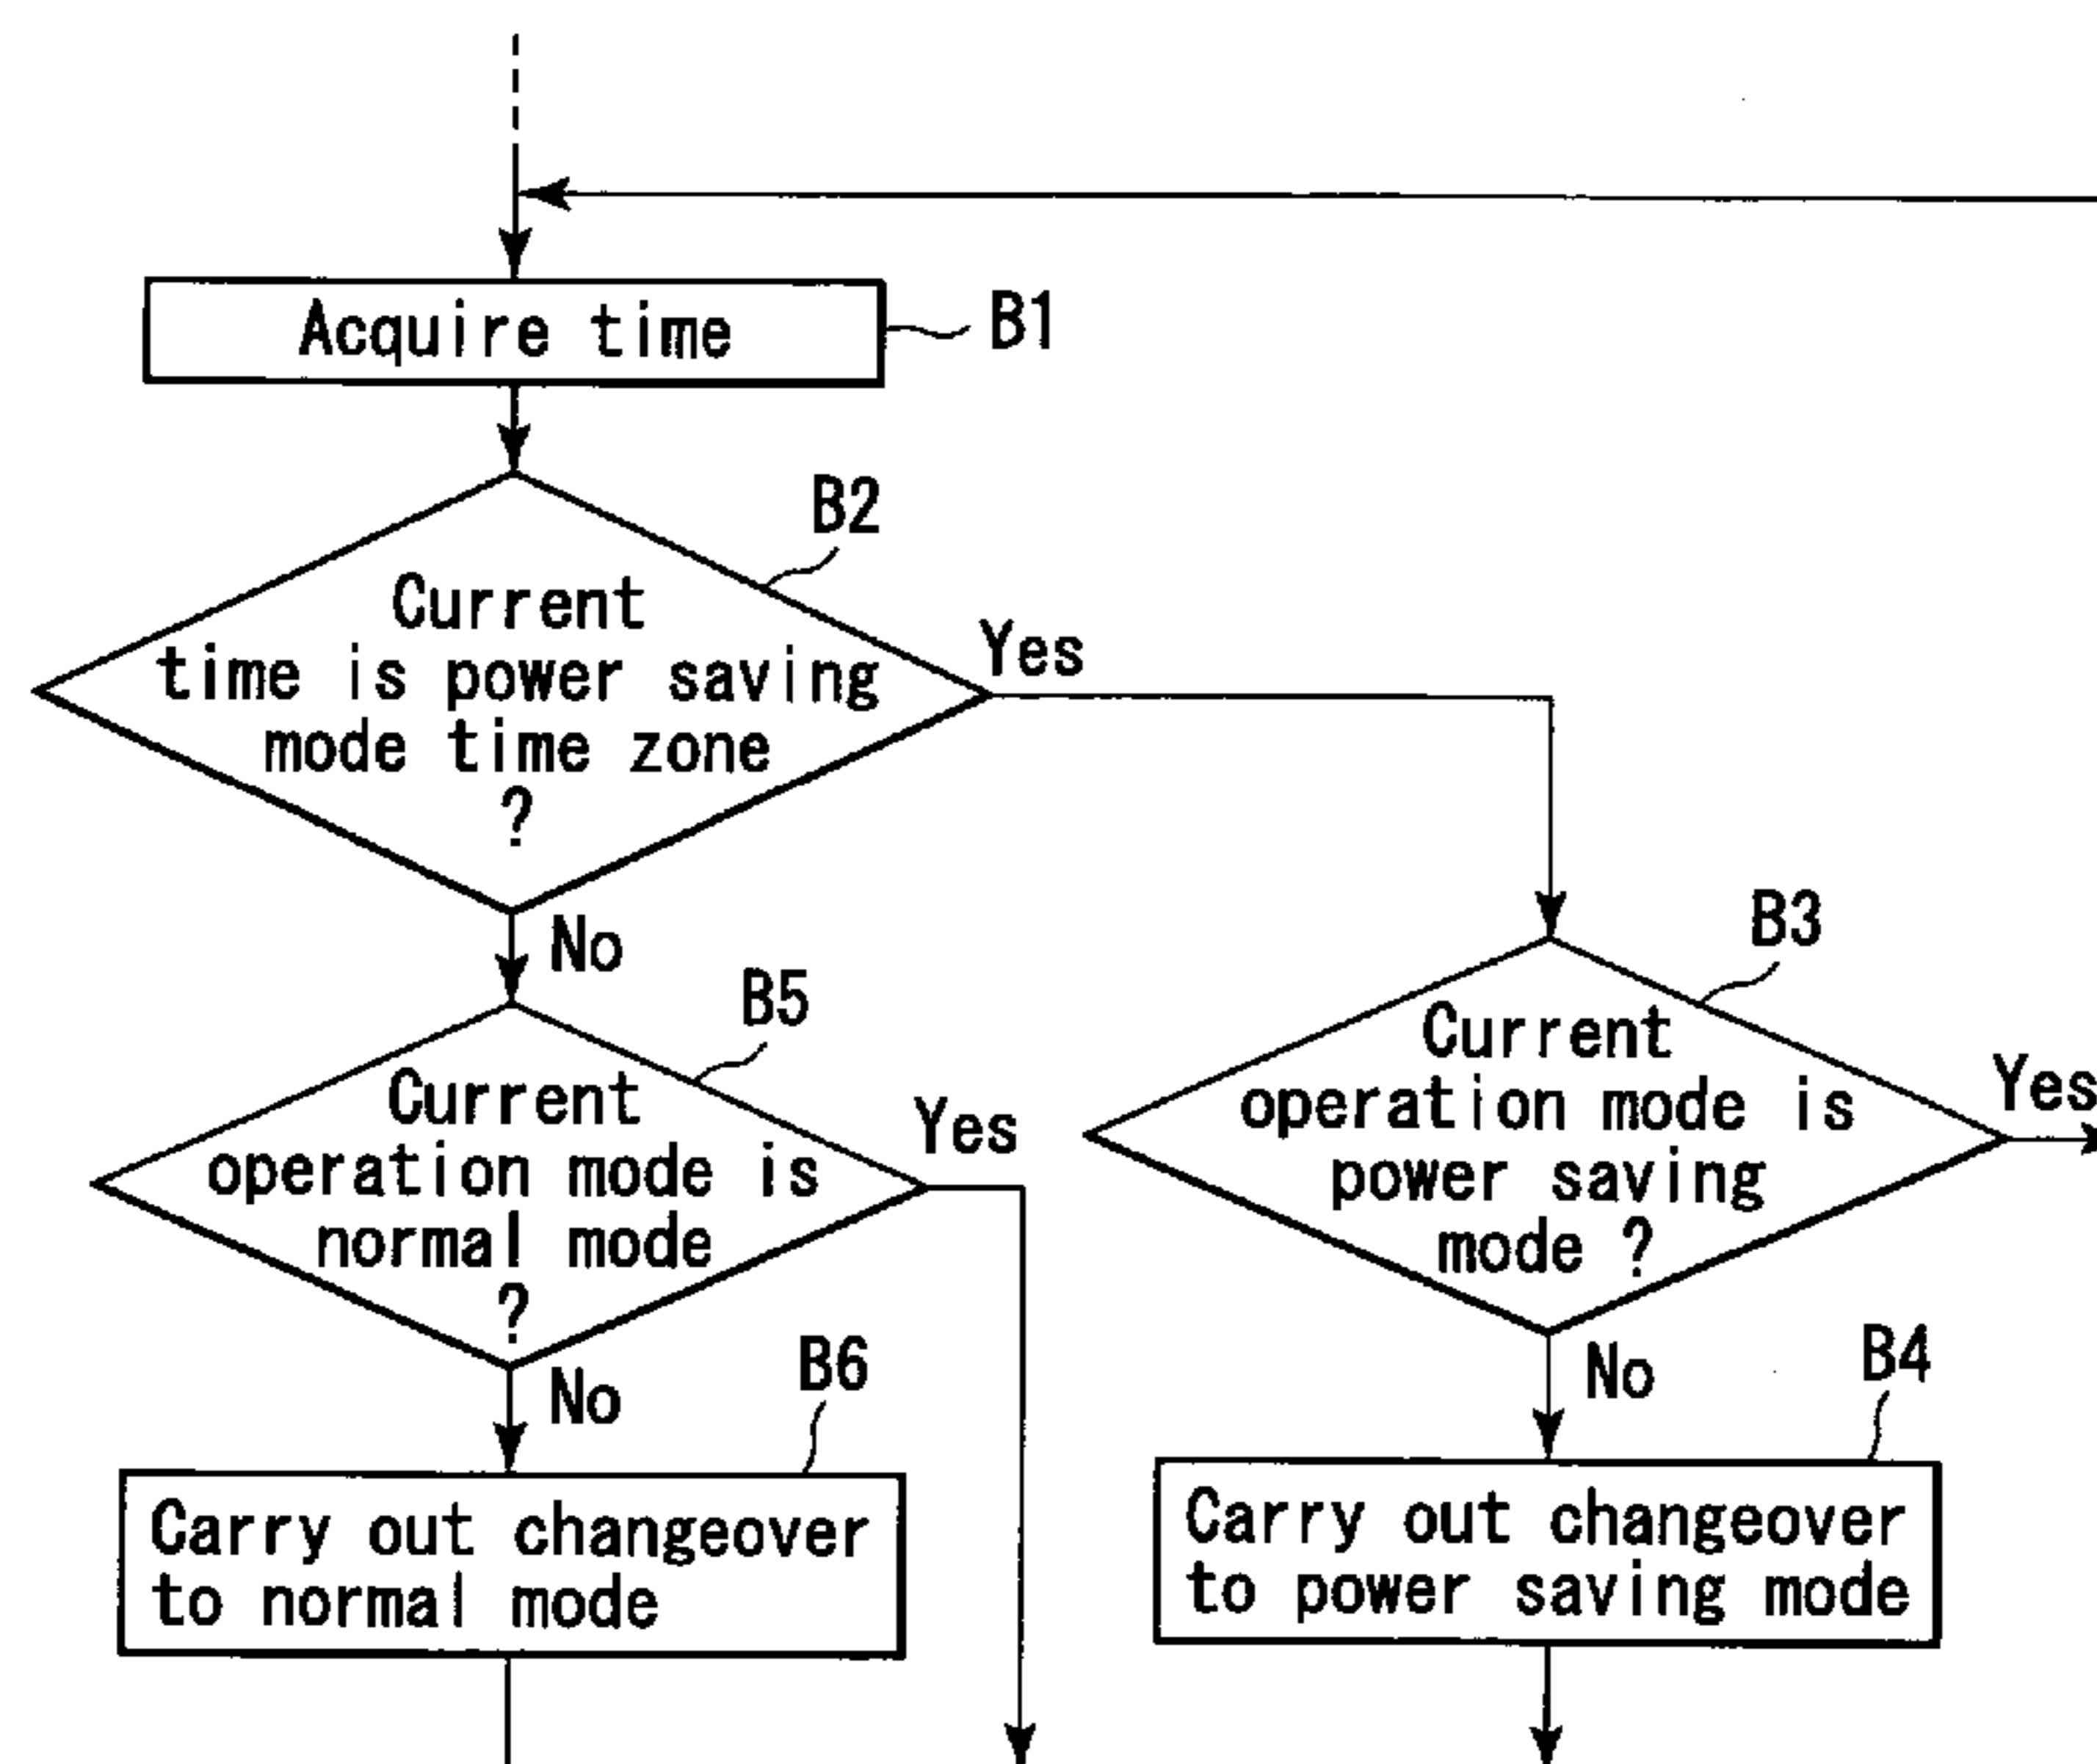 Acquire time
B1
B2
Current
time is power saving
mode time zone
?
Yes
No
B3
Current
operation mode is
power saving
mode ?
Yes
No
B5
Current
operation mode is
normal mode
?
Yes
No
B6
Carry out changeover
to normal mode
B4
Carry out changeover
to power saving mode